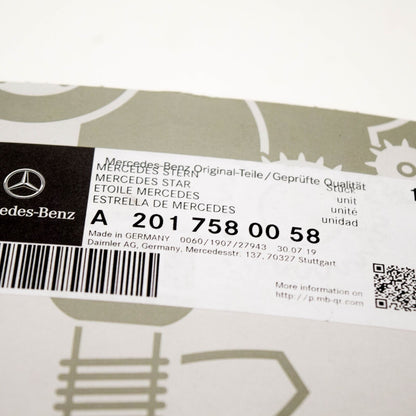 Mercedes-Benz Original-Teile/Geprüfte Qualität
MERCEDES STERN Stück
MERCEDES STAR unit
ETOILE MERCEDES unité
ESTRELLA DE MERCEDES unidad
cedes-Benz
A 201 758 00 58
Made in GERMANY 0060/1907/27943 30.07.19
Daimler AG, Germany, Mercedesstr. 137, 70327 Stuttgart
More information on
http://p.mb-qr.com